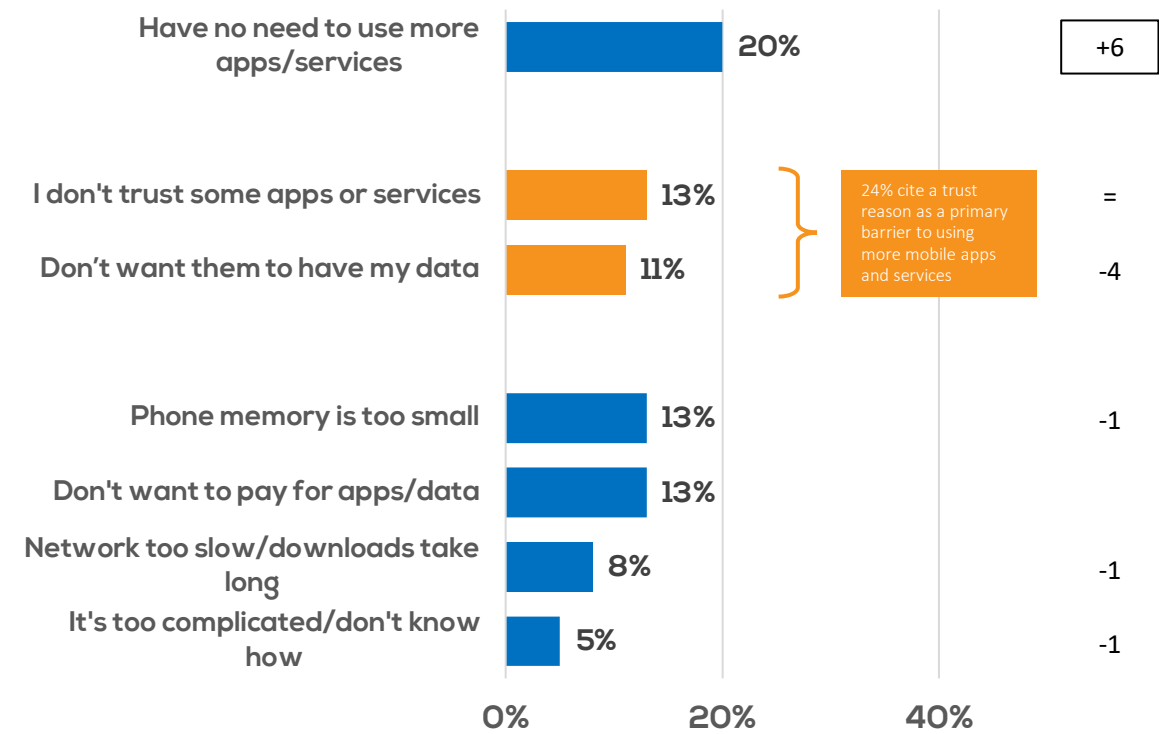 Have no need to use more
apps/services
20%
+6
I don't trust some apps or services
13%
24% cite a trust
reason as a primary
barrier to using
more mobile apps
and services
=
Don’t want them to have my data
11%
-4
Phone memory is too small
13%
-1
Don't want to pay for apps/data
13%
Network too slow/downloads take
long
8%
-1
It's too complicated/don't know
how
5%
-1
0%
20%
40%